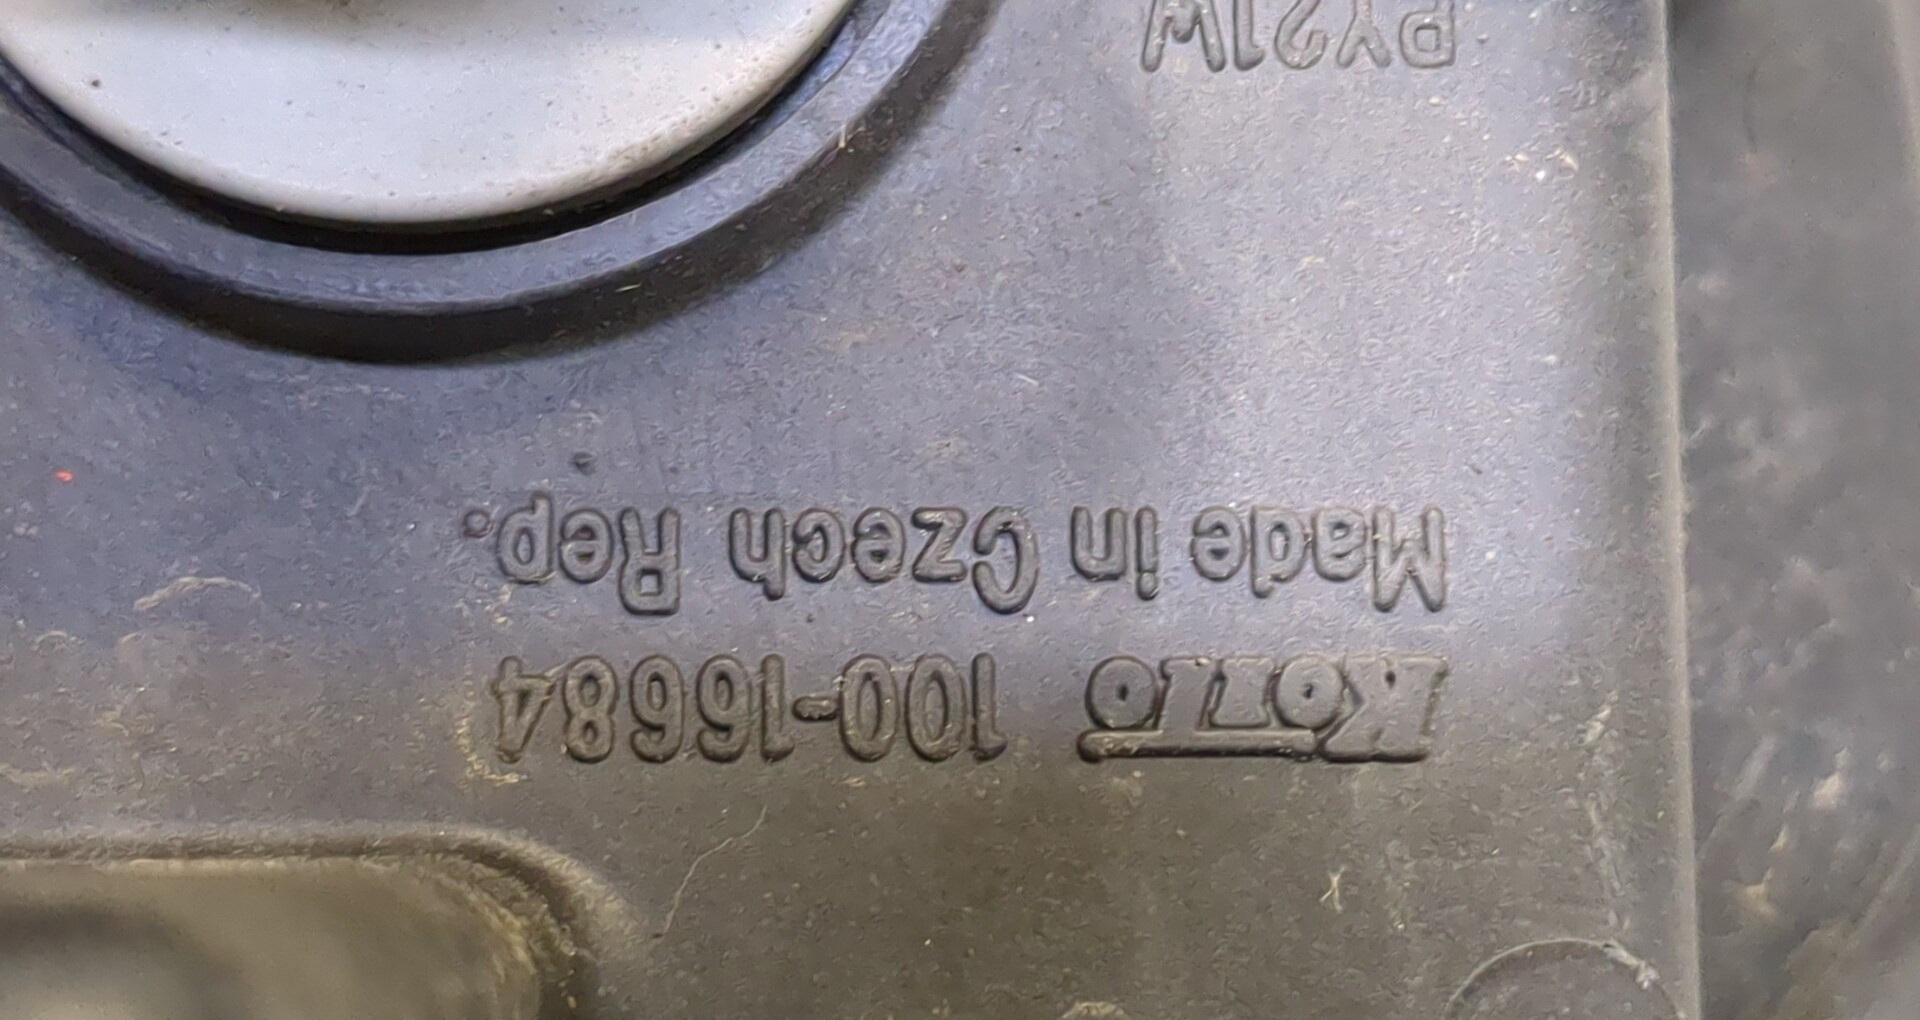 KOITO 100-16684
Made in Czech Rep.
PY21W